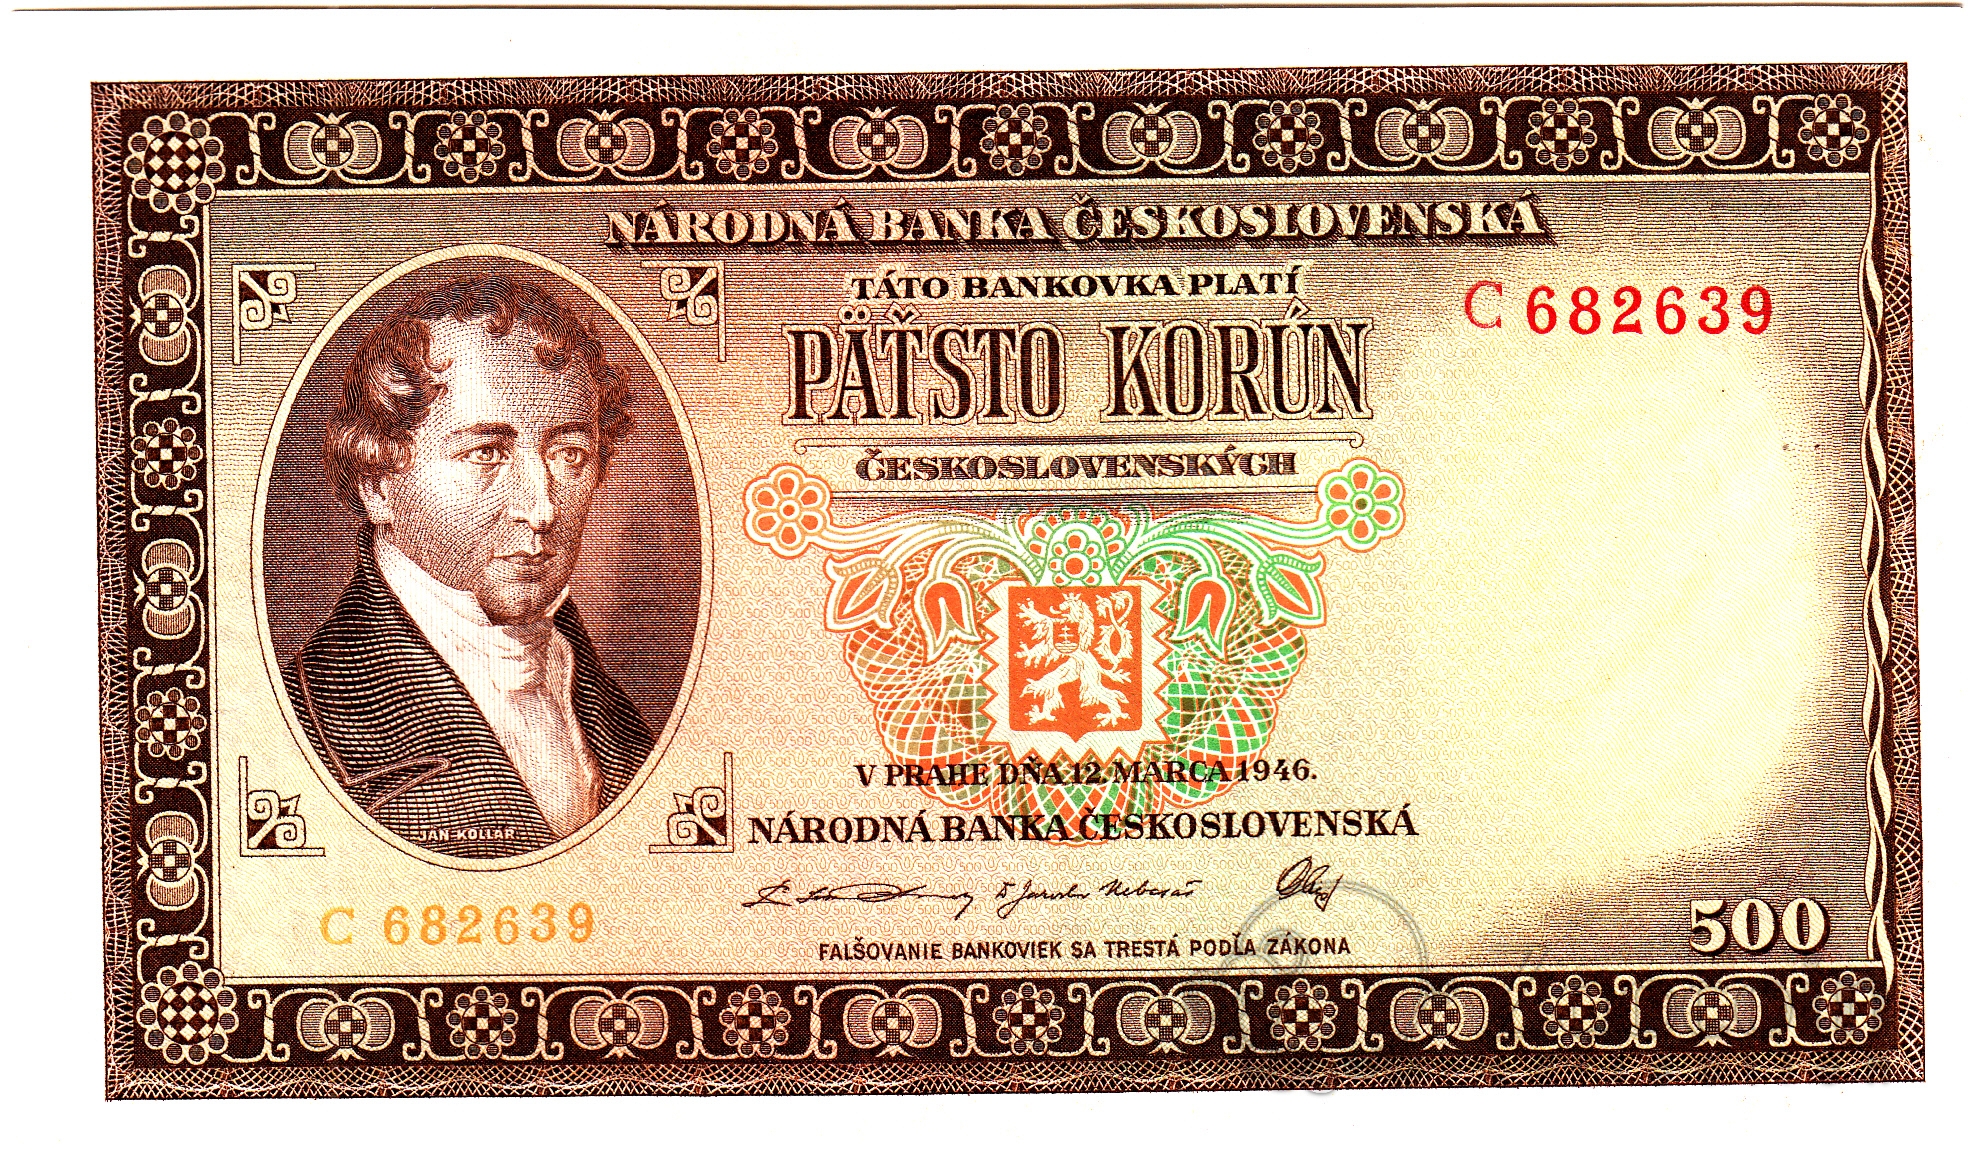 NÁRODNÁ BANKA ČESKOSLOVENSKÁ
TÁTO BANKOVKA PLATÍ
C 682639
PÄŤSTO KORÚN
ČESKOSLOVENSKÝCH
V PRAHE DŇA 12. MARCA 1946.
NÁRODNÁ BANKA ČESKOSLOVENSKÁ
JÁN KOLLÁR
C 682639
500
FALŠOVANIE BANKOVIEK SA TRESTÁ PODĽA ZÁKONA